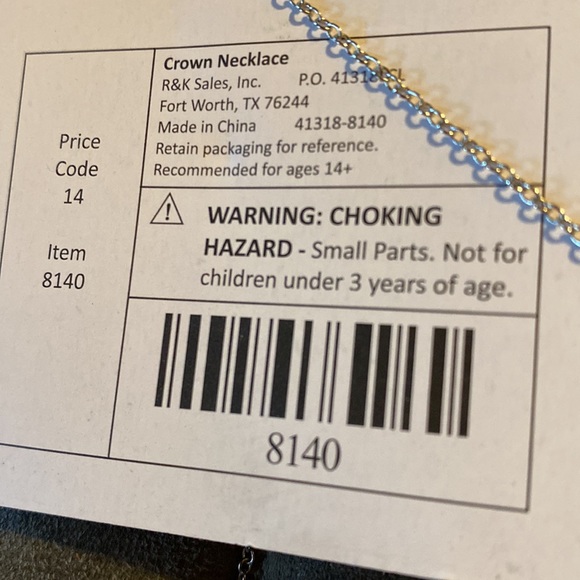 Price
Code
14
Item
8140
Crown Necklace
R&K Sales, Inc. P.O. 41318
Fort Worth, TX 76244
Made in China 41318-8140
Retain packaging for reference.
Recommended for ages 14+
WARNING: CHOKING
HAZARD - Small Parts. Not for
children under 3 years of age.
8140